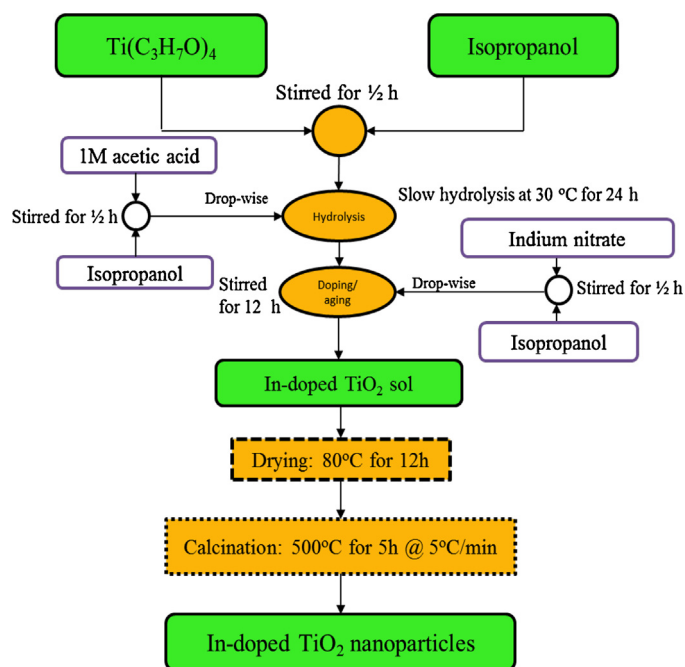 Ti(C₃H₇O)₄
Isopropanol
Stirred for ½ h
1M acetic acid
Drop-wise
Stirred for ½ h
Isopropanol
Hydrolysis
Slow hydrolysis at 30 °C for 24 h
Indium nitrate
Stirred
for 12 h
Doping/
aging
Drop-wise
Stirred for ½ h
Isopropanol
In-doped TiO₂ sol
Drying: 80°C for 12h
Calcination: 500°C for 5h @ 5°C/min
In-doped TiO₂ nanoparticles